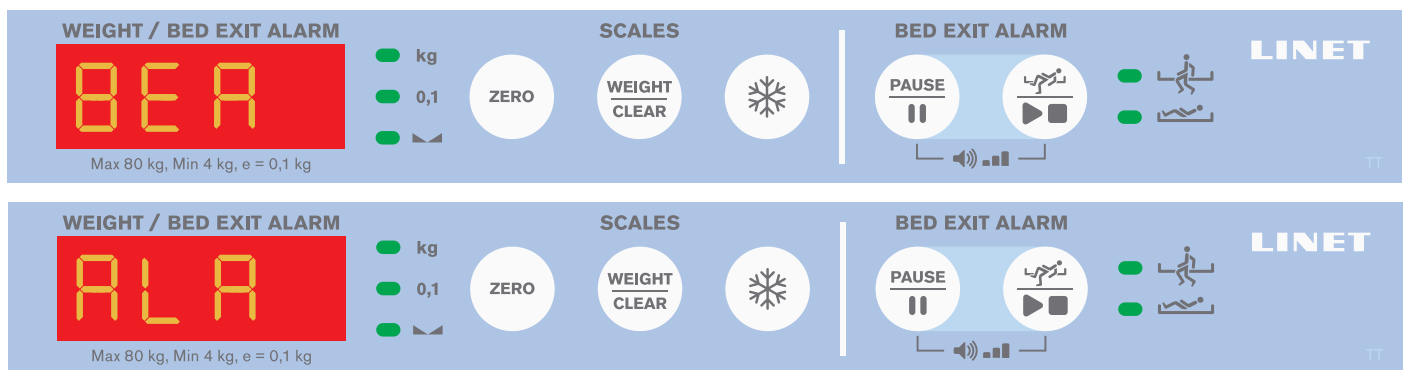 WEIGHT / BED EXIT ALARM SCALES BED EXIT ALARM
LINET
BEA
kg
0,1
ZERO
WEIGHT
CLEAR
PAUSE
Max 80 kg, Min 4 kg, e = 0,1 kg
TT
WEIGHT / BED EXIT ALARM SCALES BED EXIT ALARM
LINET
ALA
kg
0,1
ZERO
WEIGHT
CLEAR
PAUSE
Max 80 kg, Min 4 kg, e = 0,1 kg
TT